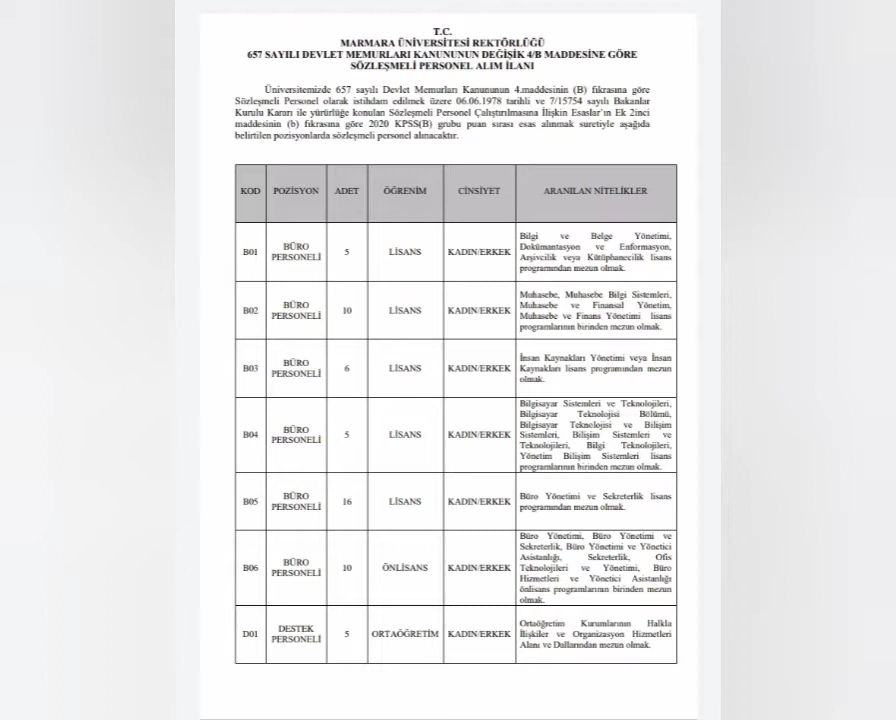 T.C.
MARMARA ÜNİVERSİTESİ REKTÖRLÜĞÜ
657 SAYILI DEVLET MEMURLARI KANUNUNUN DEĞİŞİK 4/B MADDESİNE GÖRE
SÖZLEŞMELİ PERSONEL ALIM İLANI
Üniversitemizde 657 sayılı Devlet Memurları Kanununun 4.maddesinin (B) fıkrasına göre
Sözleşmeli Personel olarak istihdam edilmek üzere 06.06.1978 tarihli ve 7/15754 sayılı Bakanlar
Kurulu Kararı ile yürürlüğe konulan Sözleşmeli Personel Çalıştırılmasına İlişkin Esaslar'ın Ek 2inci
maddesinin (b) fıkrasına göre 2020 KPSS(B) grubu puan sırası esas alınmak suretiyle aşağıda
belirtilen pozisyonlarda sözleşmeli personel alınacaktır.
KOD POZİSYON ADET ÖĞRENİM CİNSİYET ARANILAN NİTELİKLER
B01 BÜRO PERSONELİ 5 LİSANS KADIN/ERKEK
Bilgi ve Belge Yönetimi,
Dokümantasyon ve Enformasyon,
Arşivcilik veya Kütüphanecilik lisans
programından mezun olmak.
B02 BÜRO PERSONELİ 10 LİSANS KADIN/ERKEK
Muhasebe, Muhasebe Bilgi Sistemleri,
Muhasebe ve Finansal Yönetim,
Muhasebe ve Finans Yönetimi lisans
programlarının birinden mezun olmak.
B03 BÜRO PERSONELİ 6 LİSANS KADIN/ERKEK
İnsan Kaynakları Yönetimi veya İnsan
Kaynakları lisans programından mezun
olmak.
B04 BÜRO PERSONELİ 5 LİSANS KADIN/ERKEK
Bilgisayar Sistemleri ve Teknolojileri,
Bilgisayar Teknolojisi Bölümü,
Bilgisayar Teknolojisi ve Bilişim
Sistemleri, Bilişim Sistemleri ve
Teknolojileri, Bilgi Teknolojileri,
Yönetim Bilişim Sistemleri lisans
programlarının birinden mezun olmak.
B05 BÜRO PERSONELİ 16 LİSANS KADIN/ERKEK
Büro Yönetimi ve Sekreterlik lisans
programından mezun olmak.
B06 BÜRO PERSONELİ 10 ÖNLİSANS KADIN/ERKEK
Büro Yönetimi, Büro Yönetimi ve
Sekreterlik, Büro Yönetimi ve Yönetici
Asistanlığı, Sekreterlik, Ofis
Teknolojileri ve Yönetimi, Büro
Hizmetleri ve Yönetici Asistanlığı
önlisans programlarının birinden mezun
olmak.
D01 DESTEK PERSONELİ 5 ORTAÖĞRETİM KADIN/ERKEK
Ortaöğretim Kurumlarının Halkla
İlişkiler ve Organizasyon Hizmetleri
Alanı ve Dallarından mezun olmak.